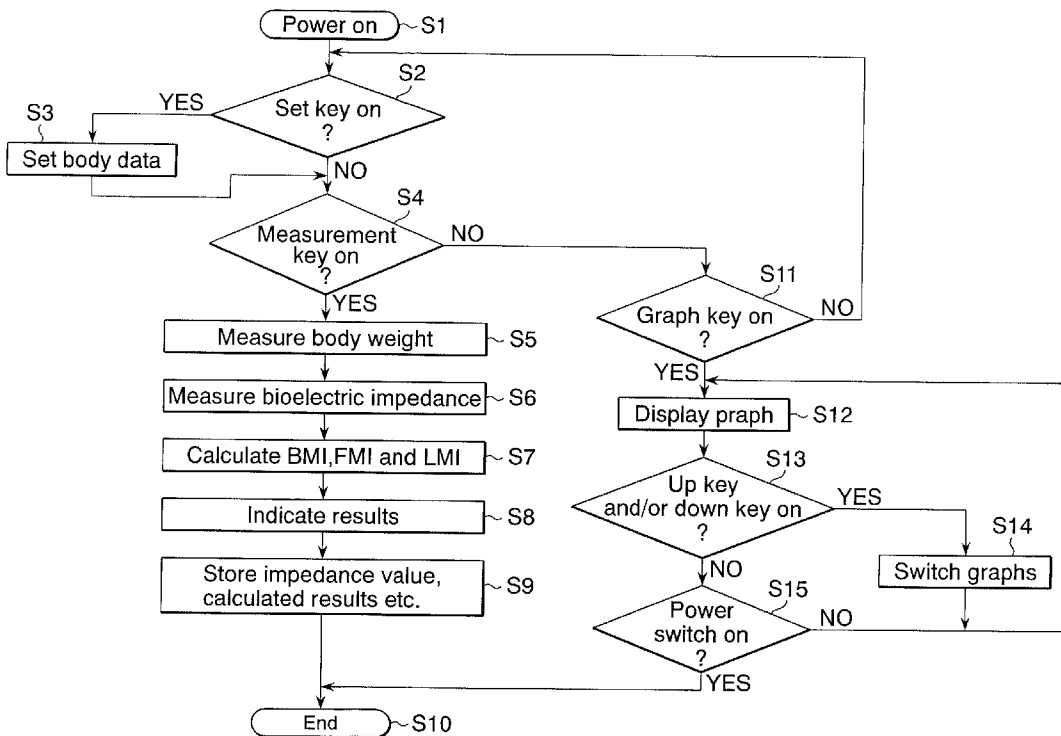 Power on
S1
S2
YES
Set key on
?
S3
Set body data
NO
S4
Measurement
key on
?
NO
YES
S11
Graph key on
?
NO
YES
Measure body weight
S5
Measure bioelectric impedance
S6
Calculate BMI,FMI and LMI
S7
Indicate results
S8
Store impedance value,
calculated results etc.
S9
Display praph
S12
S13
Up key
and/or down key on
?
YES
S14
Switch graphs
NO
S15
Power
switch on
?
NO
YES
End
S10